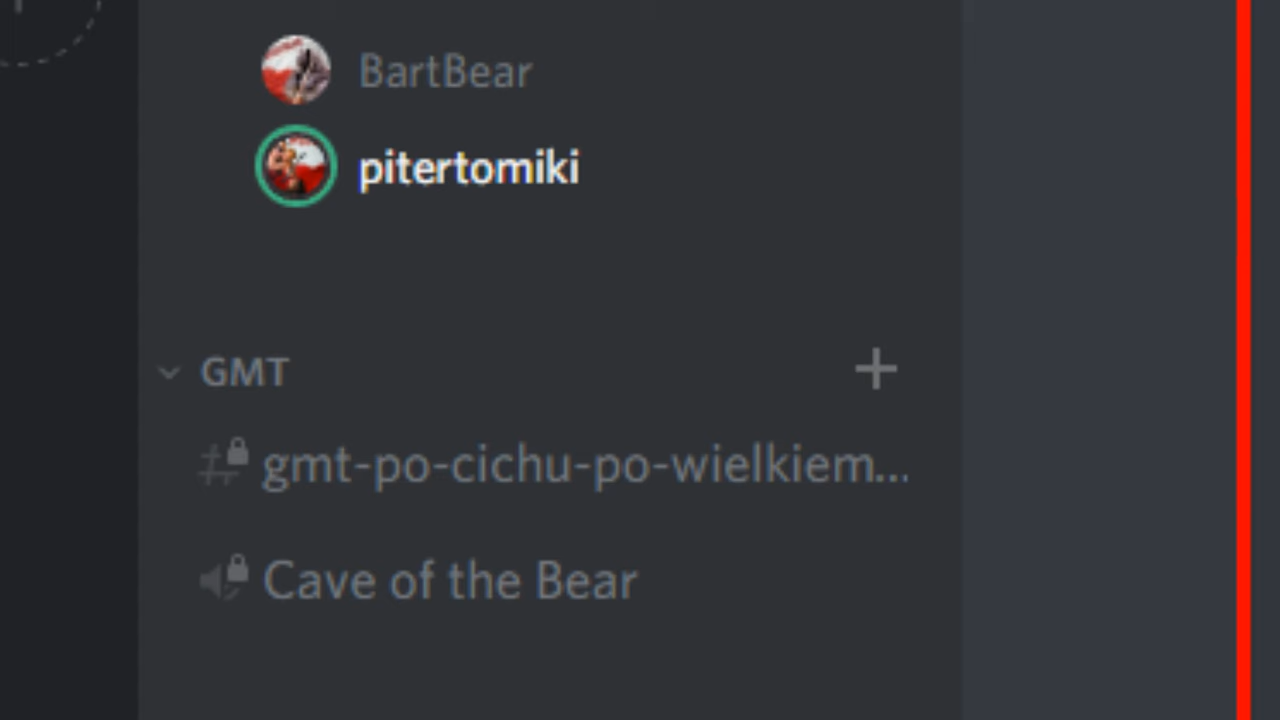 BartBear
pitertomiki
GMT
gmt-po-cichu-po-wielkiem...
Cave of the Bear